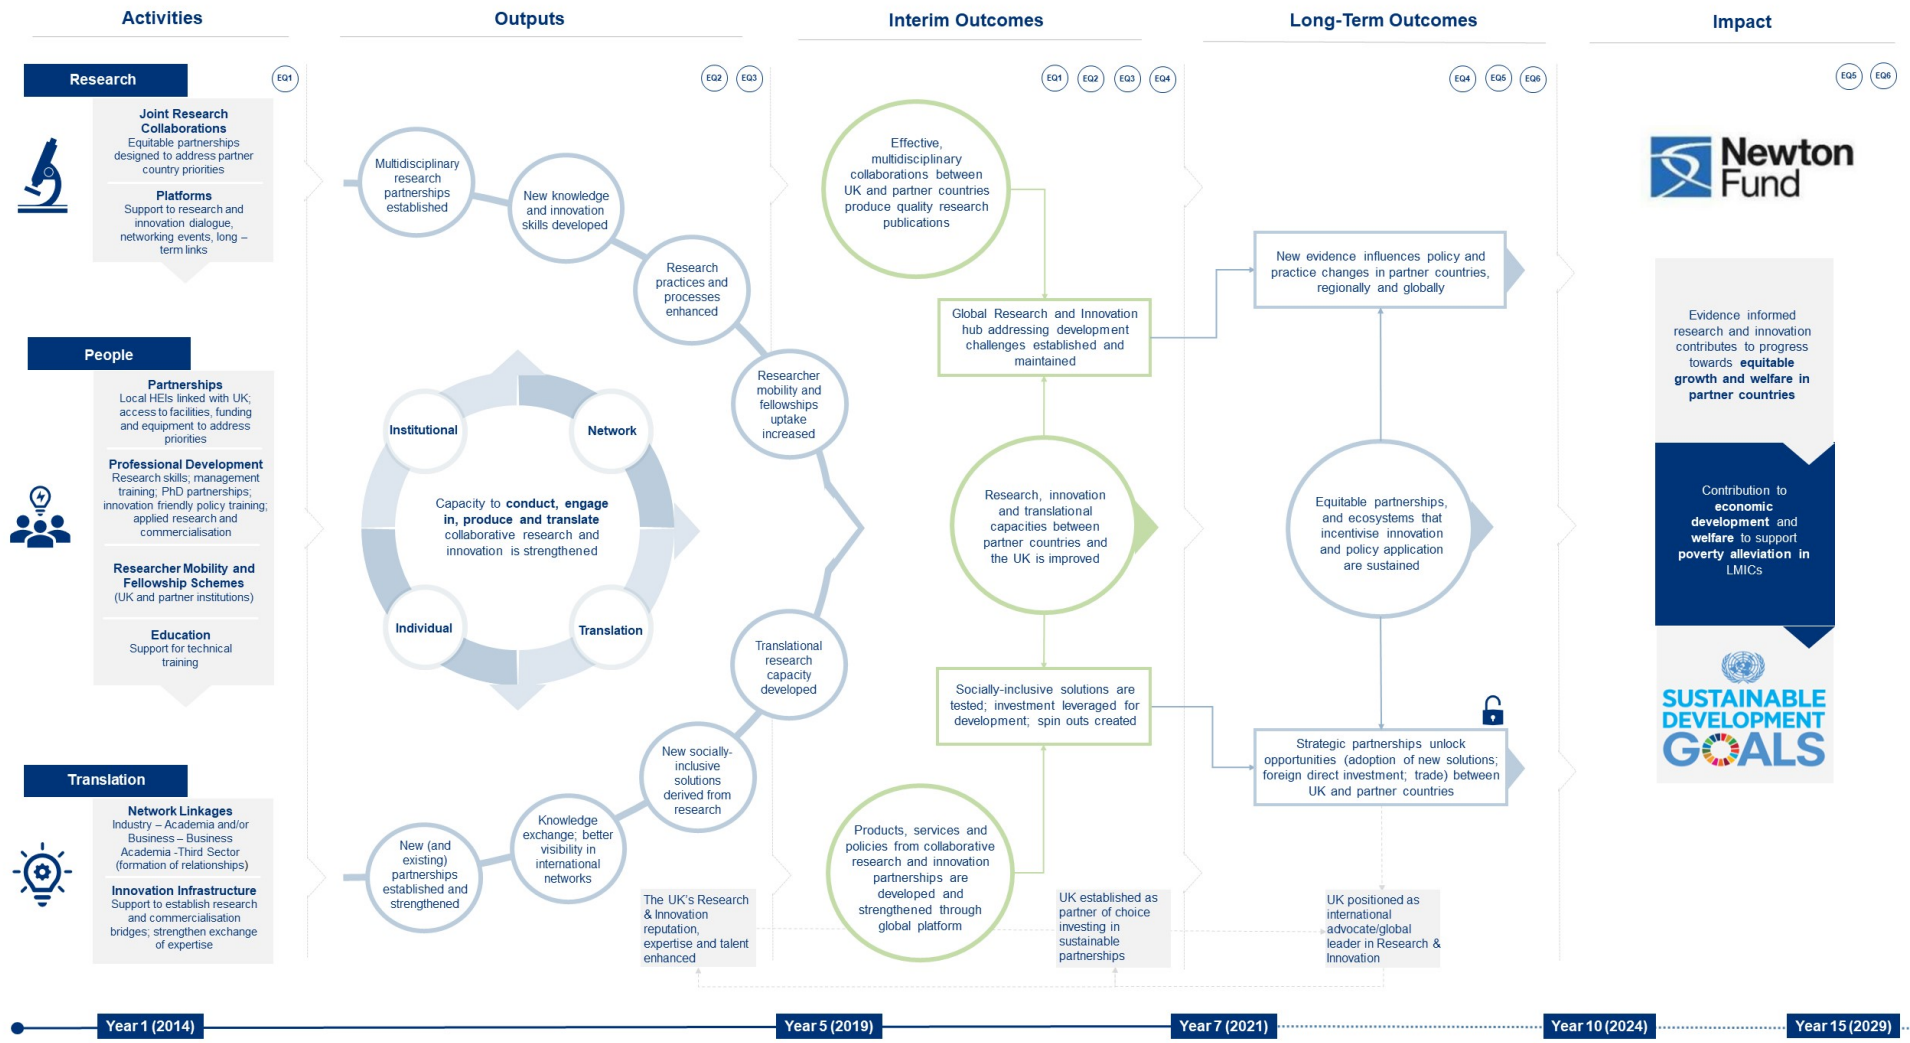 Activities
Outputs
Interim Outcomes
Long-Term Outcomes
Impact
Research
EQ1
Joint Research
Collaborations
Equitable partnerships
designed to address partner
country priorities
Platforms
Support to research and
innovation dialogue,
networking events, long –
term links
People
Partnerships
Local HEIs linked with UK;
access to facilities, funding
and equipment to address
priorities
Professional Development
Research skills; management
training; PhD partnerships;
innovation friendly policy training;
applied research and
commercialisation
Researcher Mobility and
Fellowship Schemes
(UK and partner institutions)
Education
Support for technical
training
Translation
Network Linkages
Industry – Academia and/or
Business – Business
Academia -Third Sector
(formation of relationships)
Innovation Infrastructure
Support to establish research
and commercialisation
bridges; strengthen exchange
of expertise
EQ2
EQ3
Multidisciplinary
research
partnerships
established
New knowledge
and innovation
skills developed
Research
practices and
processes
enhanced
Researcher
mobility and
fellowships
uptake
increased
Institutional
Network
Capacity to conduct, engage
in, produce and translate
collaborative research and
innovation is strengthened
Individual
Translation
Translational
research
capacity
developed
New socially-
inclusive
solutions
derived from
research
Knowledge
exchange; better
visibility in
international
networks
New (and
existing)
partnerships
established and
strengthened
The UK's Research
& Innovation
reputation,
expertise and talent
enhanced
EQ1
EQ2
EQ3
EQ4
Effective,
multidisciplinary
collaborations between
UK and partner countries
produce quality research
publications
Global Research and Innovation
hub addressing development
challenges established and
maintained
Research, innovation
and translational
capacities between
partner countries and
the UK is improved
Socially-inclusive solutions are
tested; investment leveraged for
development; spin outs created
Products, services and
policies from collaborative
research and innovation
partnerships are
developed and
strengthened through
global platform
UK established as
partner of choice
investing in
sustainable
partnerships
EQ4
EQ5
EQ6
New evidence influences policy and
practice changes in partner countries,
regionally and globally
Equitable partnerships,
and ecosystems that
incentivise innovation
and policy application
are sustained
Strategic partnerships unlock
opportunities (adoption of new solutions;
foreign direct investment; trade) between
UK and partner countries
UK positioned as
international
advocate/global
leader in Research &
Innovation
EQ5
EQ6
Newton
Fund
Evidence informed
research and innovation
contributes to progress
towards equitable
growth and welfare in
partner countries
Contribution to
economic
development and
welfare to support
poverty alleviation in
LMICs
SUSTAINABLE
DEVELOPMENT
GOALS
Year 1 (2014)
Year 5 (2019)
Year 7 (2021)
Year 10 (2024)
Year 15 (2029)